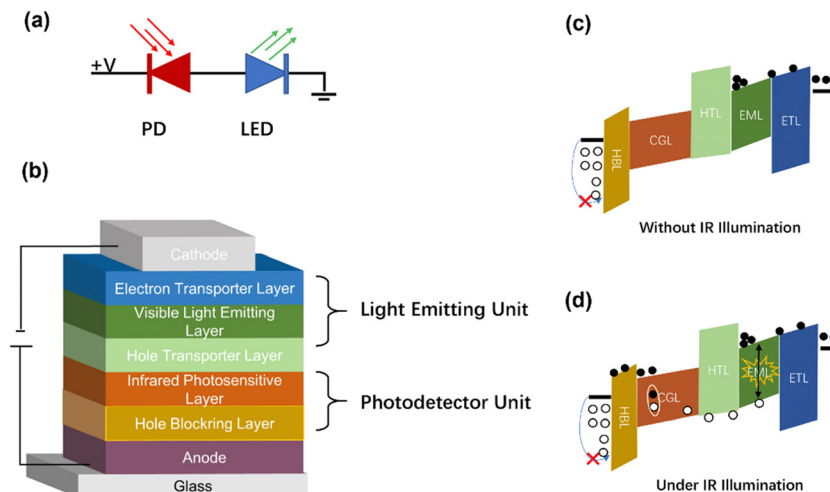 (a)
+V
PD
LED
(b)
Cathode
Electron Transporter Layer
Visible Light Emitting
Layer
Hole Transporter Layer
Infrared Photosensitive
Layer
Hole Blockring Layer
Anode
Glass
Light Emitting Unit
Photodetector Unit
(c)
HBL
CGL
HTL
EML
ETL
Without IR Illumination
(d)
HBL
CGL
HTL
EML
ETL
Under IR Illumination